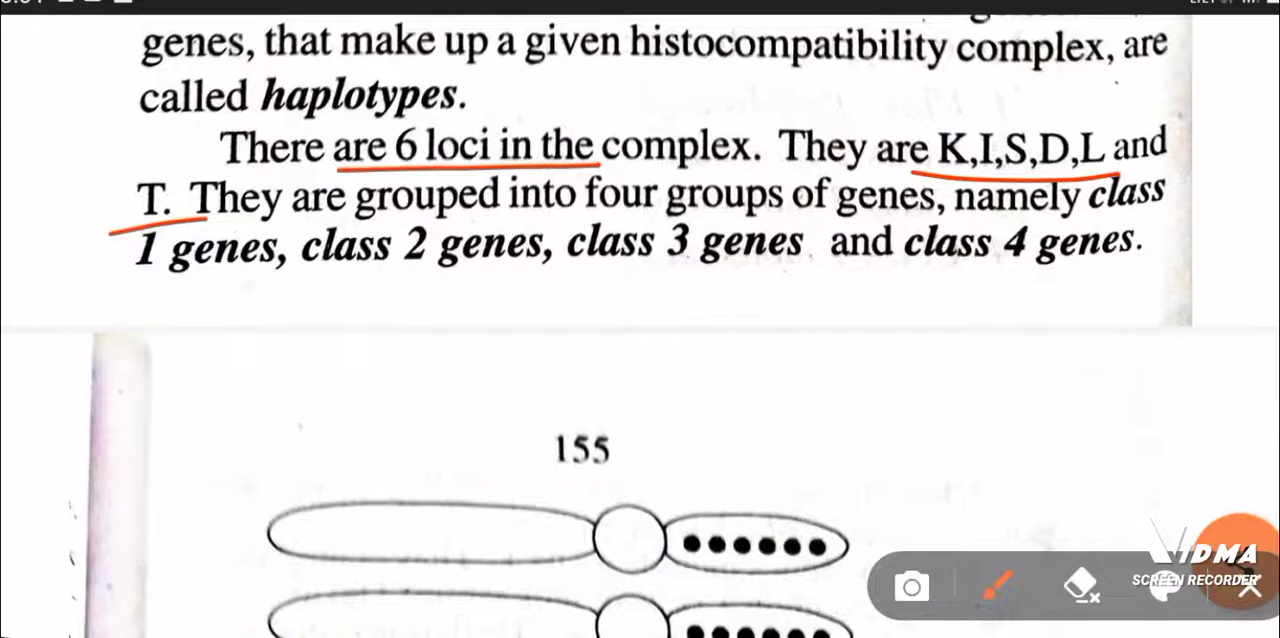 genes, that make up a given histocompatibility complex, are
called haplotypes.
There are 6 loci in the complex. They are K,I,S,D,L and
T. They are grouped into four groups of genes, namely class
1 genes, class 2 genes, class 3 genes and class 4 genes.
155
VIDMA
SCREEN RECORDER